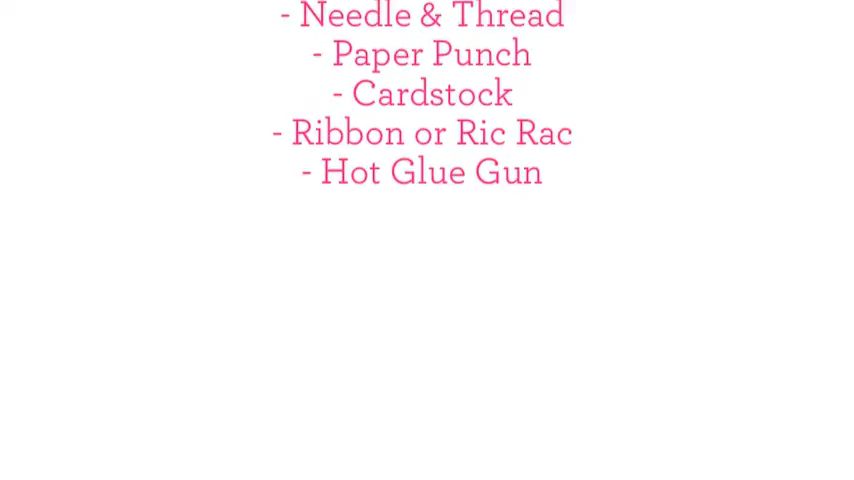 - Needle & Thread
- Paper Punch
- Cardstock
- Ribbon or Ric Rac
- Hot Glue Gun